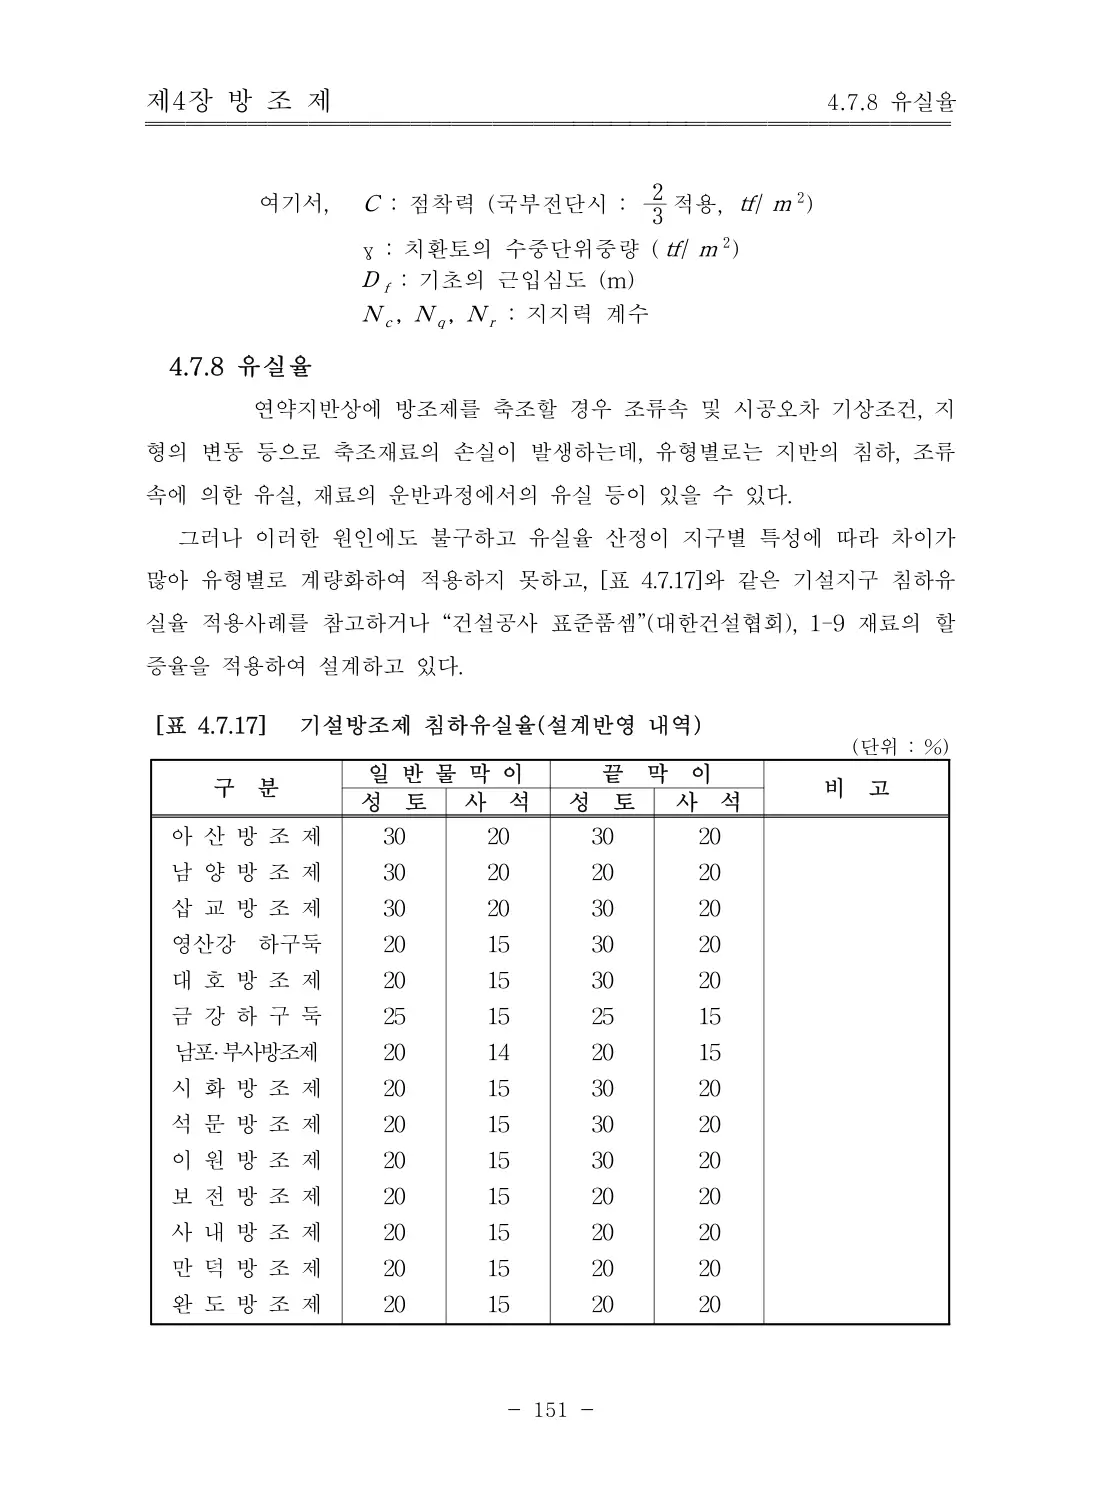 제4장 방 조 제 4.7.8 유실율
여기서, C : 점착력 (국부전단시 : 2/3 적용, tf/ m²)
ɣ : 치환토의 수중단위중량 ( tf/ m²)
D f : 기초의 근입심도 (m)
N c, N q, N r : 지지력 계수
4.7.8 유실율
연약지반상에 방조제를 축조할 경우 조류속 및 시공오차 기상조건, 지
형의 변동 등으로 축조재료의 손실이 발생하는데, 유형별로는 지반의 침하, 조류
속에 의한 유실, 재료의 운반과정에서의 유실 등이 있을 수 있다.
그러나 이러한 원인에도 불구하고 유실율 산정이 지구별 특성에 따라 차이가
많아 유형별로 계량화하여 적용하지 못하고, [표 4.7.17]와 같은 기설지구 침하유
실율 적용사례를 참고하거나 “건설공사 표준품셈”(대한건설협회), 1-9 재료의 할
증율을 적용하여 설계하고 있다.
[표 4.7.17] 기설방조제 침하유실율(설계반영 내역)
(단위 : %)
구 분 일 반 물 막 이 끝 막 이 비 고
성 토 사 석 성 토 사 석
아 산 방 조 제 30 20 30 20
남 양 방 조 제 30 20 20 20
삽 교 방 조 제 30 20 30 20
영산강 하구둑 20 15 30 20
대 호 방 조 제 20 15 30 20
금 강 하 구 둑 25 15 25 15
남포·부사방조제 20 14 20 15
시 화 방 조 제 20 15 30 20
석 문 방 조 제 20 15 30 20
이 원 방 조 제 20 15 30 20
보 전 방 조 제 20 15 20 20
사 내 방 조 제 20 15 20 20
만 덕 방 조 제 20 15 20 20
완 도 방 조 제 20 15 20 20
- 151 -